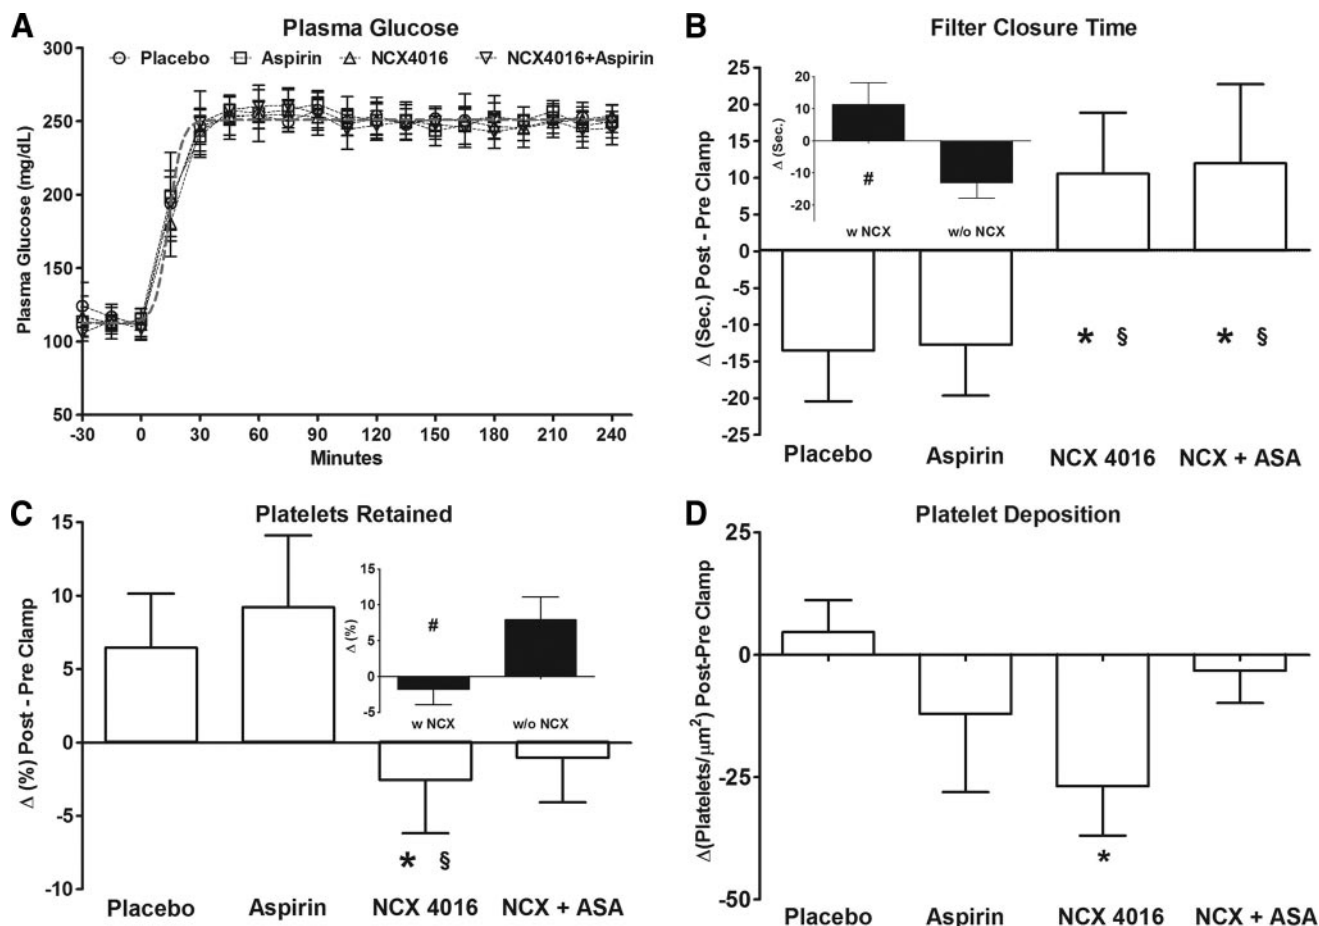 A
Plasma Glucose
Placebo Aspirin NCX4016 NCX4016+Aspirin
Plasma Glucose (mg/dL)
300
250
200
150
100
50
-30 0 30 60 90 120 150 180 210 240
Minutes
B
Filter Closure Time
Δ (Sec.) Post - Pre Clamp
25
20
15
10
5
0
-5
-10
-15
-20
-25
Δ (Sec.)
20
10
0
-10
-20
#
w NCX w/o NCX
* § * §
Placebo Aspirin NCX 4016 NCX + ASA
C
Platelets Retained
Δ (%) Post - Pre Clamp
15
10
5
0
-5
-10
Δ (%)
15
10
5
0
-5
#
w NCX w/o NCX
* §
Placebo Aspirin NCX 4016 NCX + ASA
D
Platelet Deposition
Δ(Platelets/μm²) Post-Pre Clamp
25
0
-25
-50
*
Placebo Aspirin NCX 4016 NCX + ASA